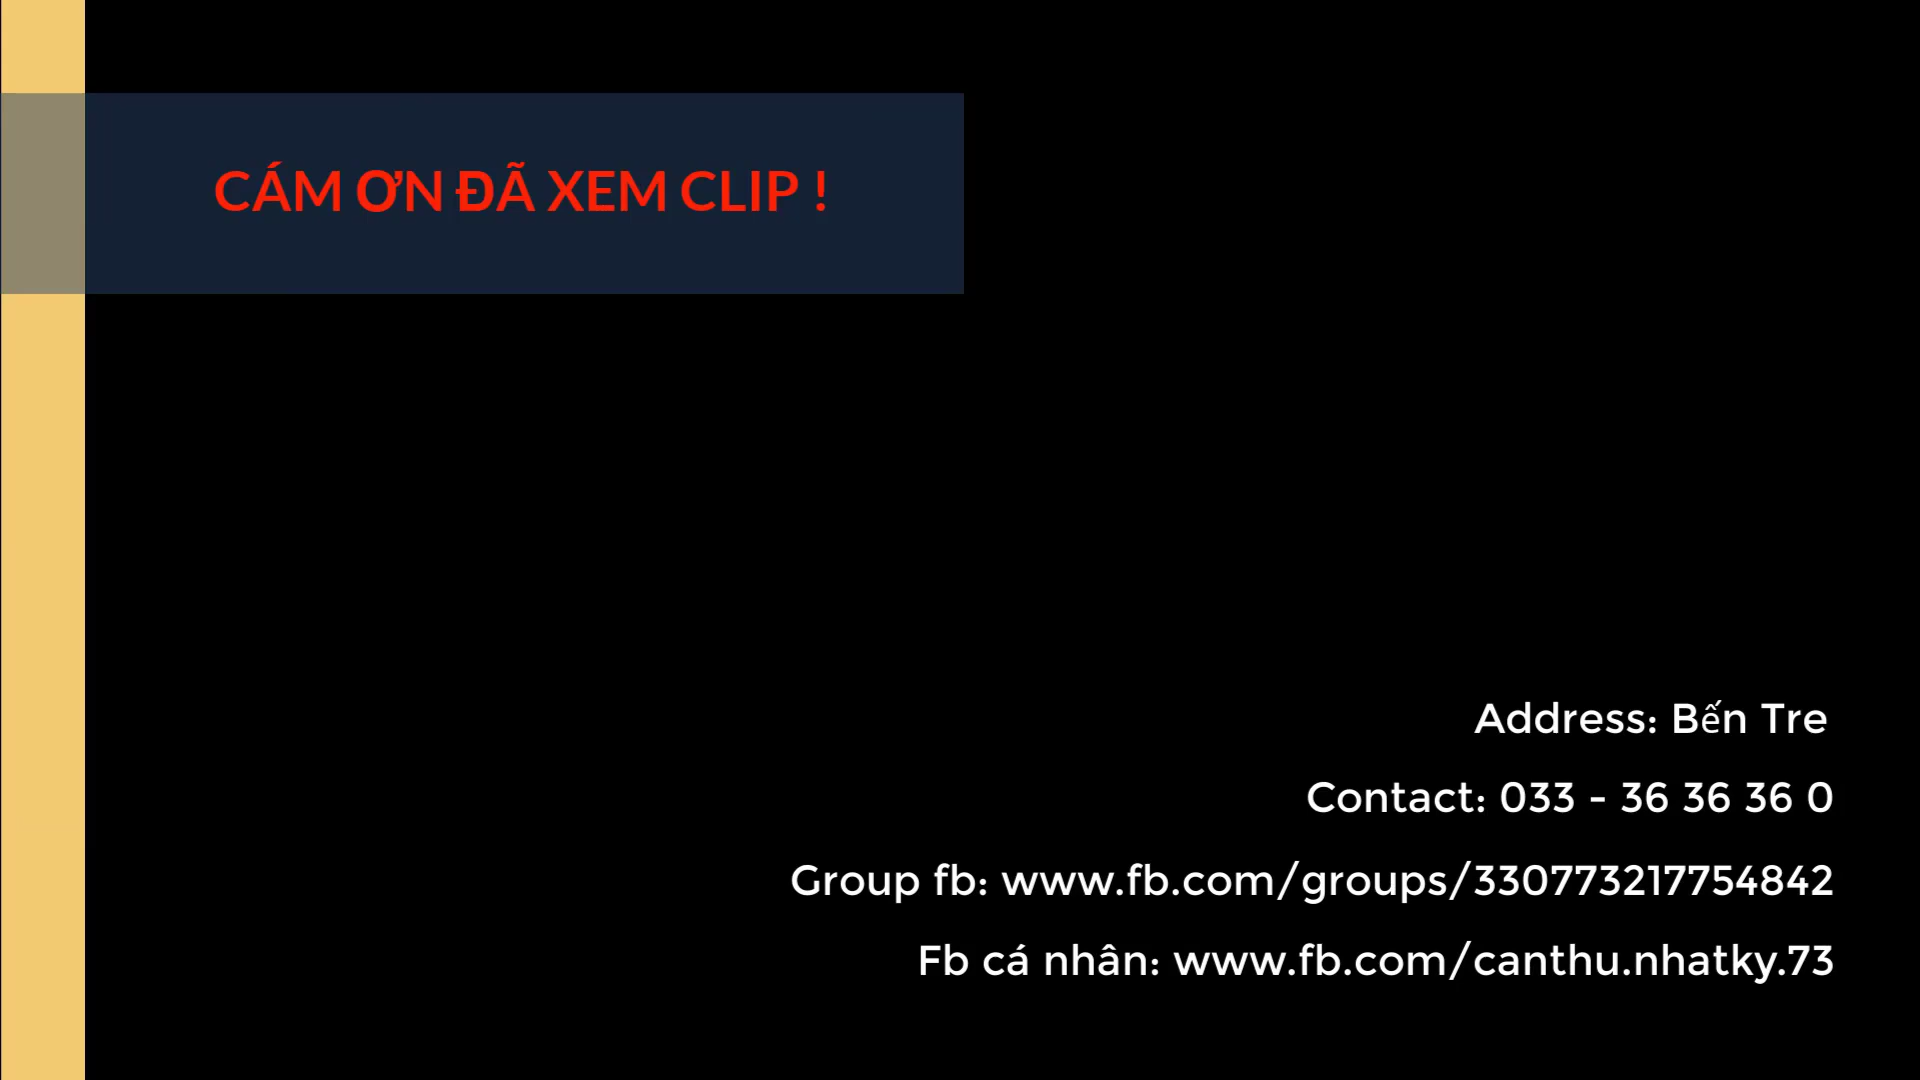 CÁM ƠN ĐÃ XEM CLIP !
Address: Bến Tre
Contact: 033 - 36 36 36 0
Group fb: www.fb.com/groups/330773217754842
Fb cá nhân: www.fb.com/canthu.nhatky.73